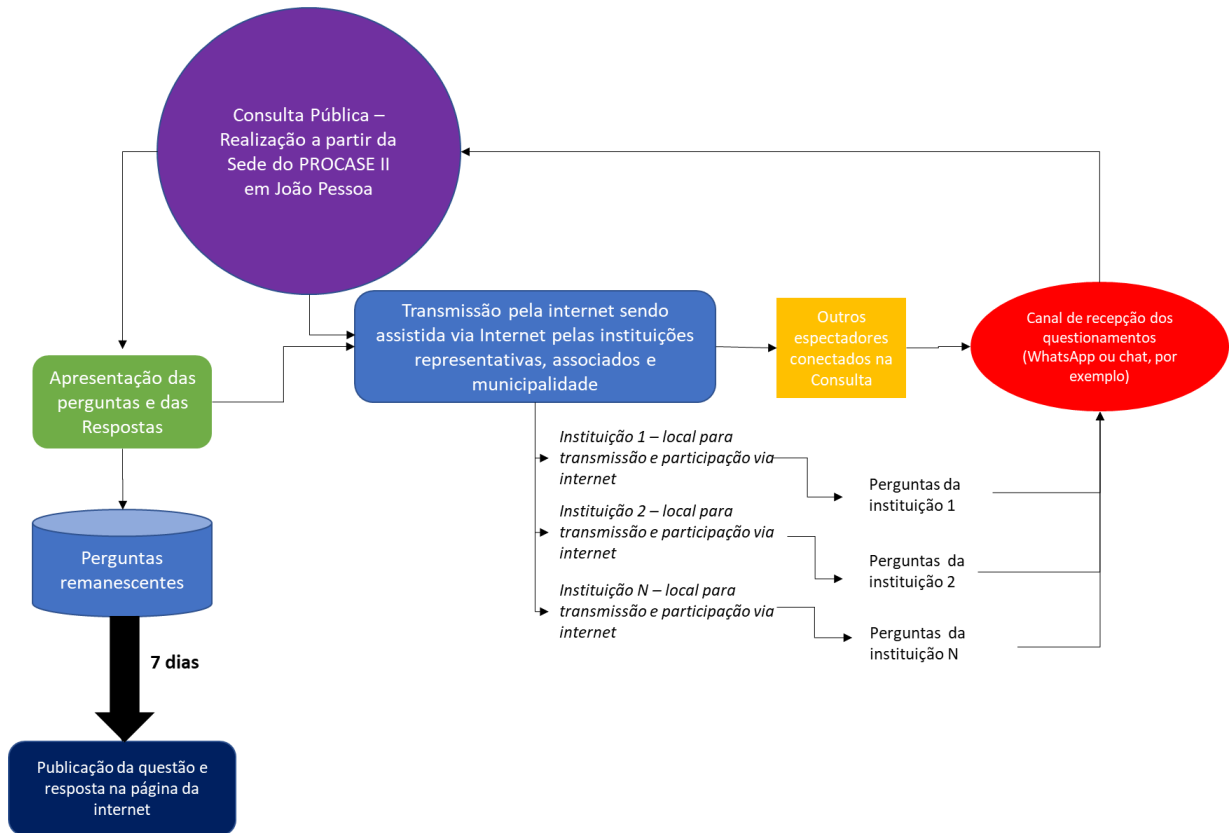 Consulta Pública –
Realização a partir da
Sede do PROCASE II
em João Pessoa
Transmissão pela internet sendo
assistida via Internet pelas instituições
representativas, associados e
municipalidade
Outros
espectadores
conectados na
Consulta
Canal de recepção dos
questionamentos
(WhatsApp ou chat, por
exemplo)
Apresentação das
perguntas e das
Respostas
Instituição 1 – local para
transmissão e participação via
internet
Perguntas da
instituição 1
Instituição 2 – local para
transmissão e participação via
internet
Perguntas da
instituição 2
Instituição N – local para
transmissão e participação via
internet
Perguntas da
instituição N
Perguntas
remanescentes
7 dias
Publicação da questão e
resposta na página da
internet